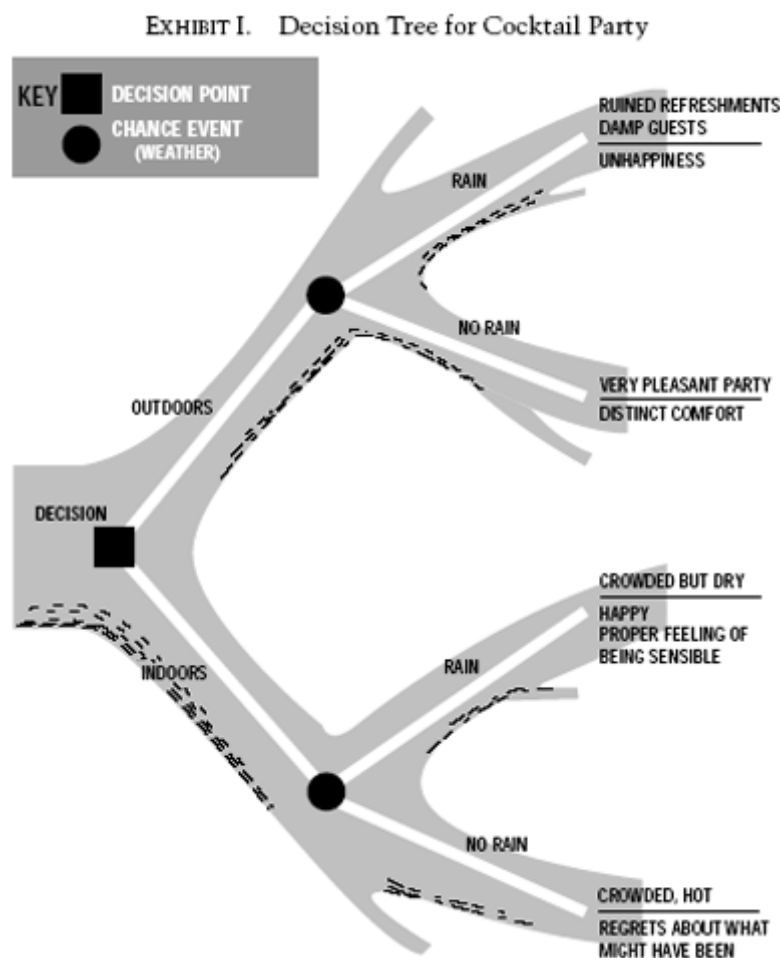 EXHIBIT I. Decision Tree for Cocktail Party
KEY
DECISION POINT
CHANCE EVENT
(WEATHER)
RUINED REFRESHMENTS
DAMP GUESTS
UNHAPPINESS
RAIN
NO RAIN
VERY PLEASANT PARTY
DISTINCT COMFORT
OUTDOORS
DECISION
CROWDED BUT DRY
HAPPY
PROPER FEELING OF
BEING SENSIBLE
RAIN
INDOORS
NO RAIN
CROWDED, HOT
REGRETS ABOUT WHAT
MIGHT HAVE BEEN